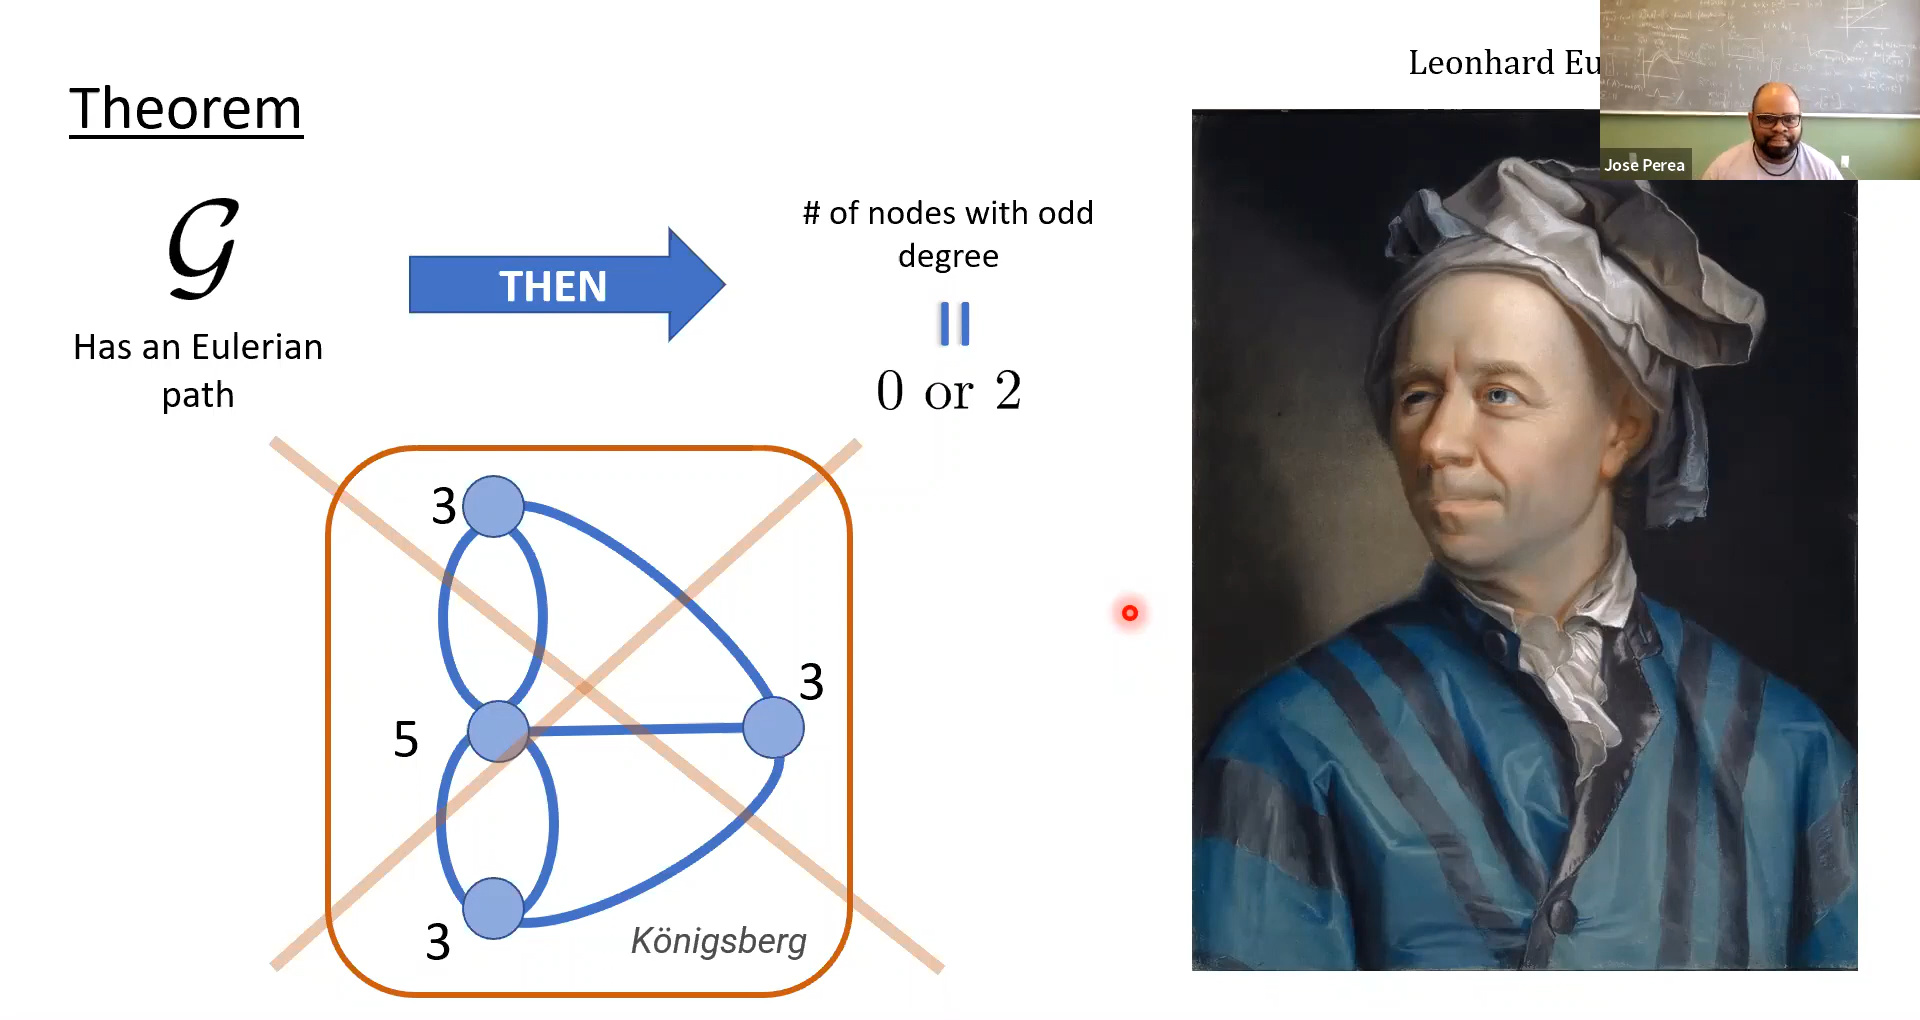 Leonhard Eu
Jose Perea
Theorem
𝒢
Has an Eulerian
path
THEN
# of nodes with odd
degree
=
0 or 2
3
3
5
3
Königsberg